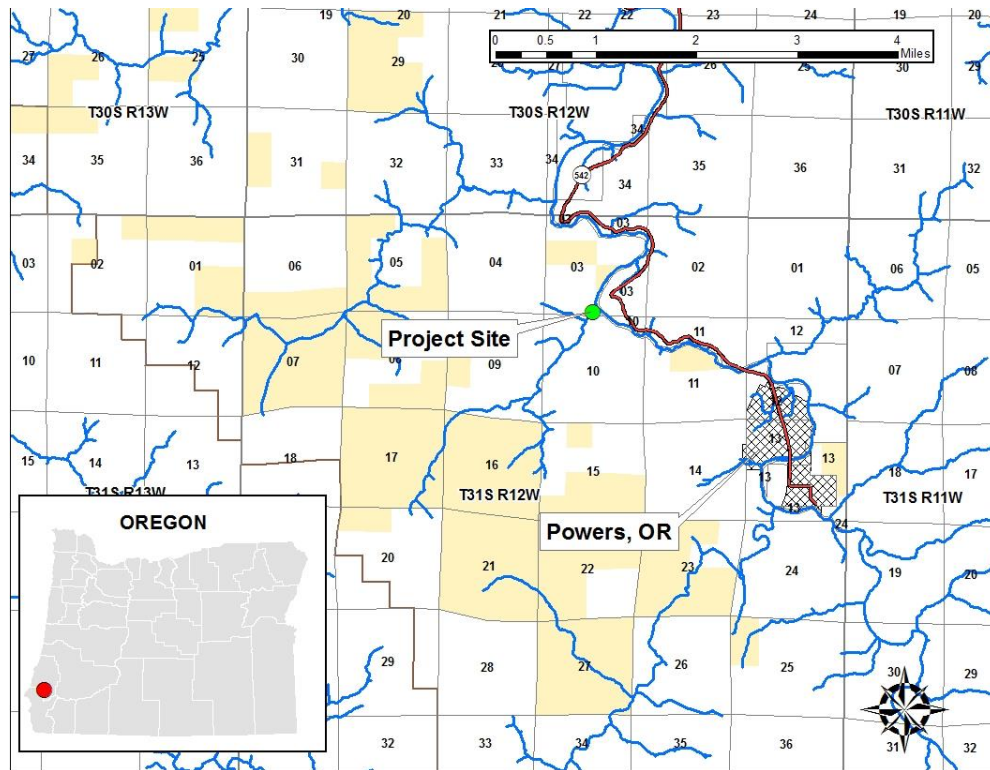 19 20 21 22 22 23 24 19 20
0 0.5 1 2 3 4
Miles
27 26 25 30 29 27 26 25 30 29
T30S R13W T30S R12W T30S R11W
34 35 36 31 32 33 34 34 35 36 31 32
542
34
03
03 02 01 06 05 04 03 02 01 06 05
03
10
Project Site
11 12
10 11 12 07 08 09 10 11 07 08
12
15 14 13 18 17 16 15 14 13 13 18 17
13
T31S R13W T31S R12W T31S R11W
13
OREGON
Powers, OR
24
20 21 22 23 24 19 20
29 28 27 26 25 30 29
32 33 34 35 36 31 32